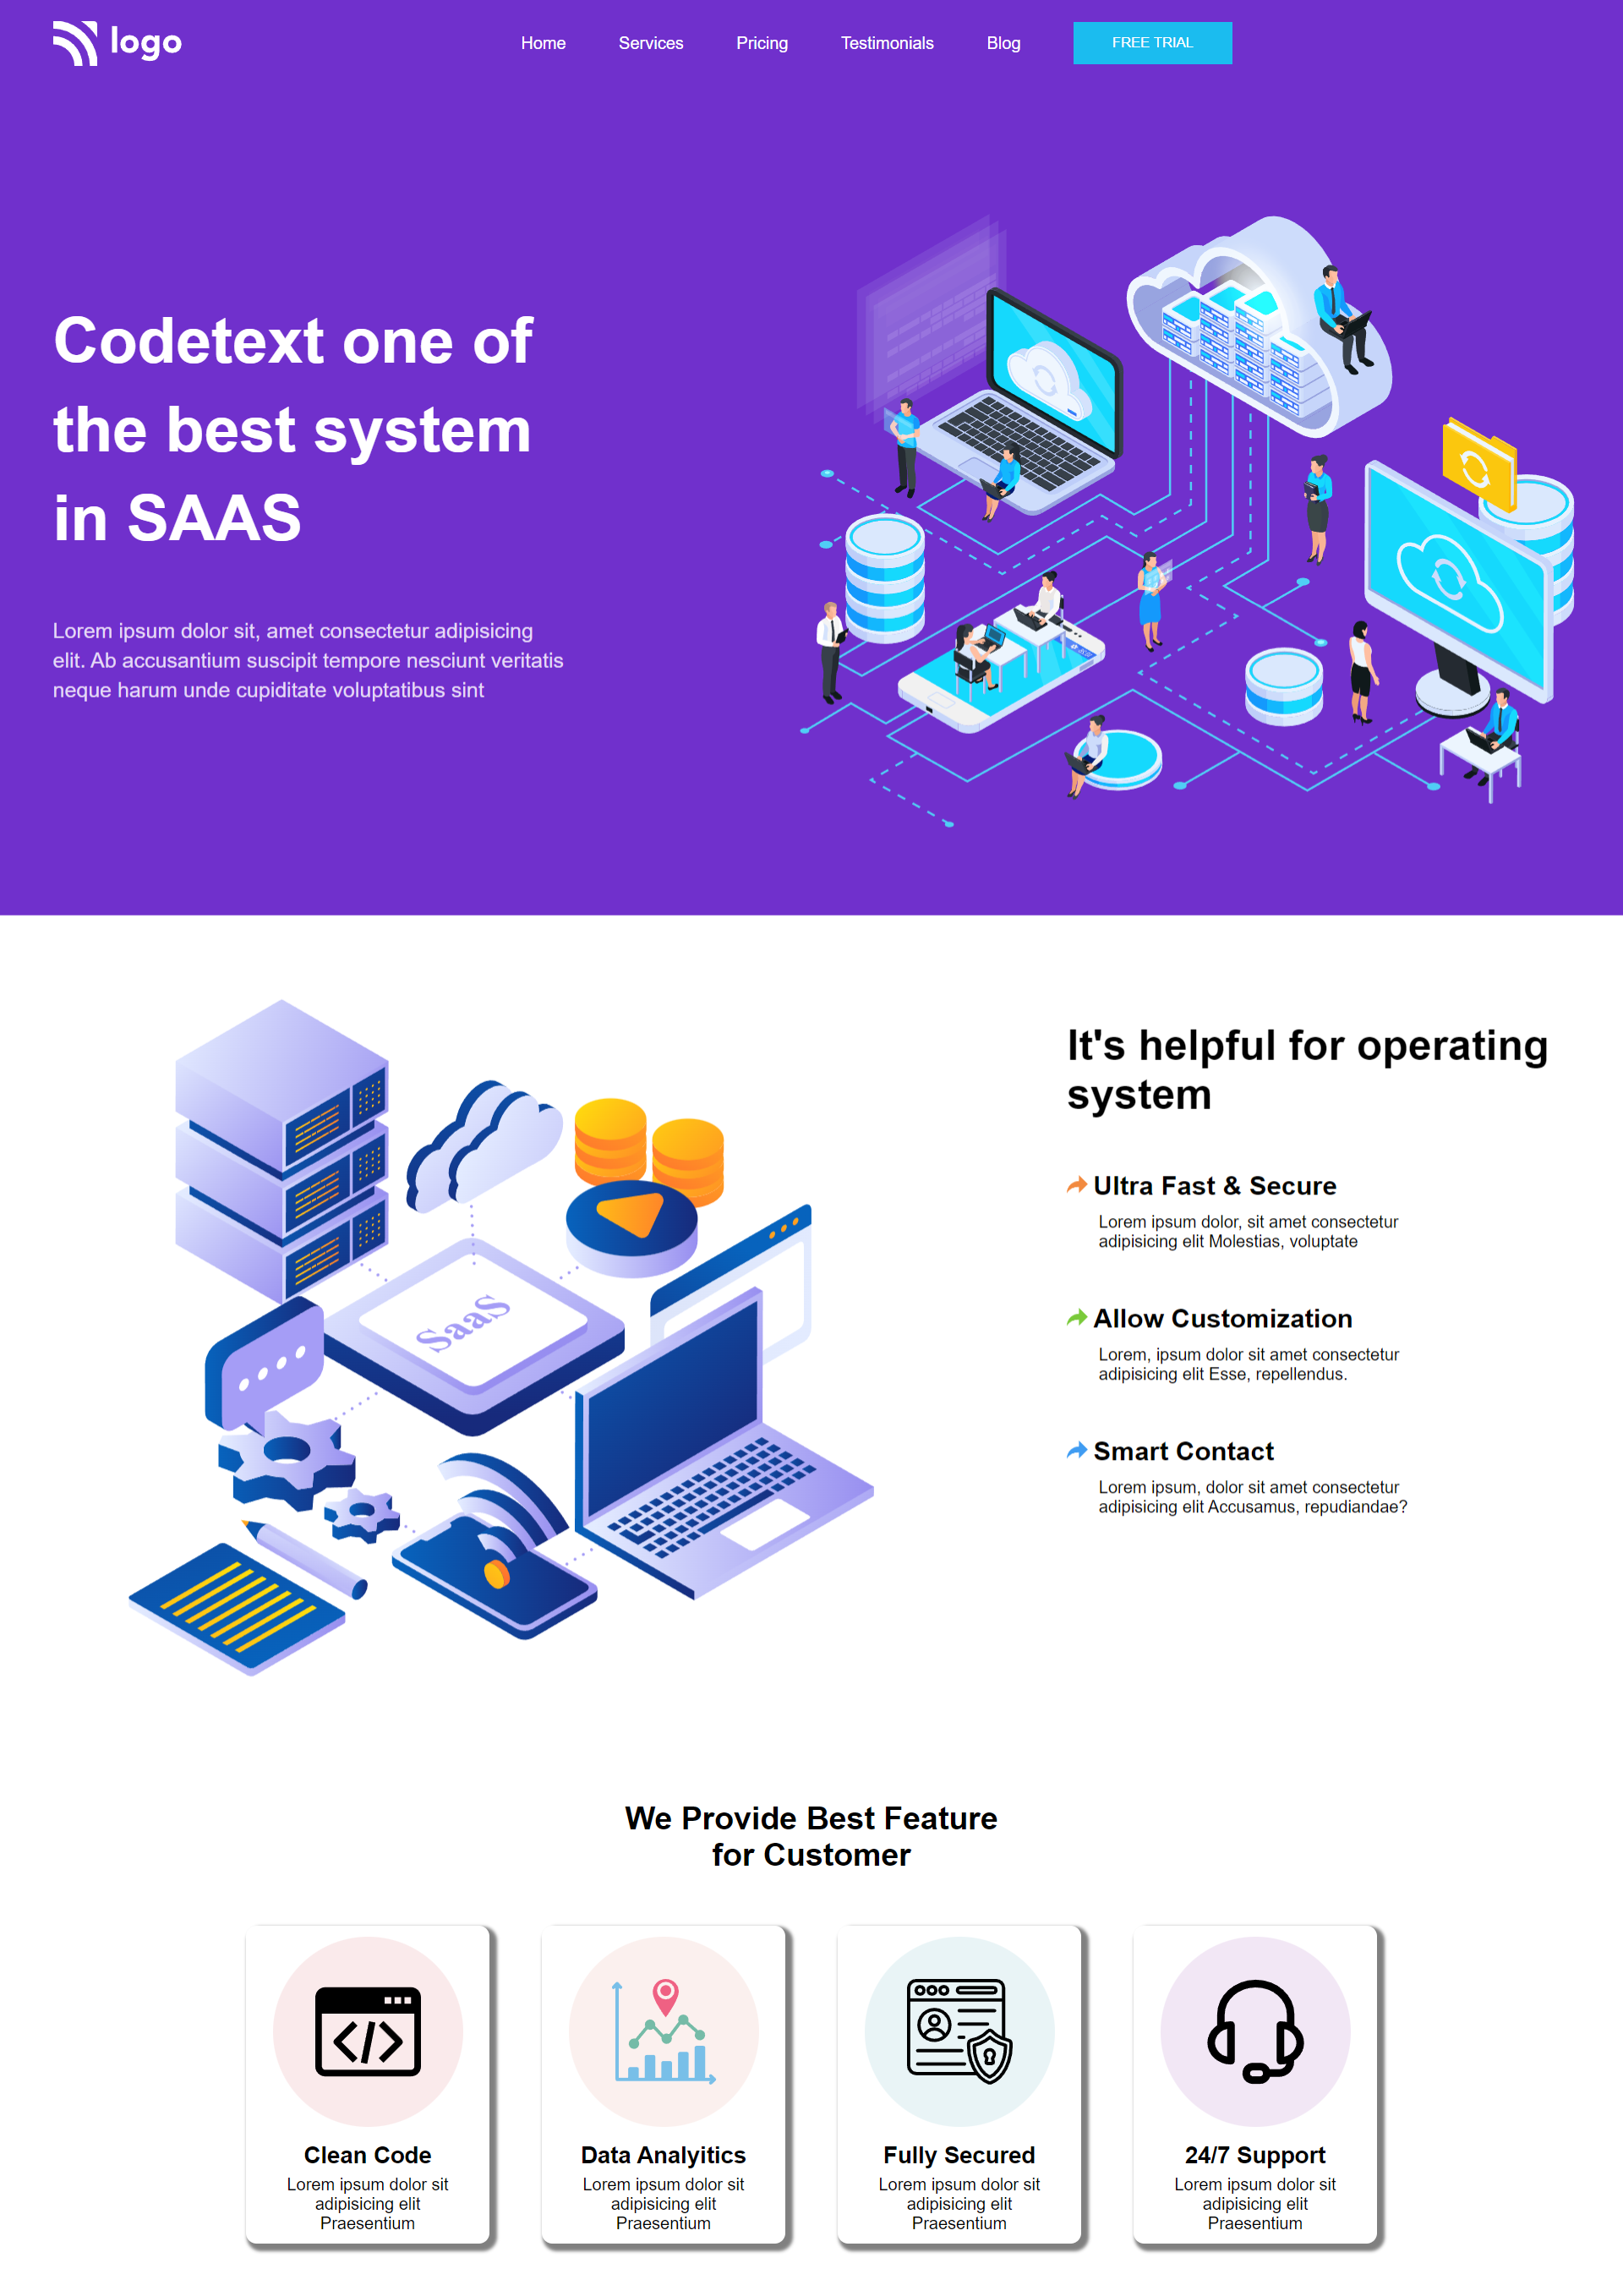 logo
Home Services Pricing Testimonials Blog FREE TRIAL
Codetext one of
the best system
in SAAS
Lorem ipsum dolor sit, amet consectetur adipisicing
elit. Ab accusantium suscipit tempore nesciunt veritatis
neque harum unde cupiditate voluptatibus sint
It's helpful for operating
system
Ultra Fast & Secure
Lorem ipsum dolor, sit amet consectetur
adipisicing elit Molestias, voluptate
Allow Customization
Lorem, ipsum dolor sit amet consectetur
adipisicing elit Esse, repellendus.
Smart Contact
Lorem ipsum, dolor sit amet consectetur
adipisicing elit Accusamus, repudiandae?
SaaS
We Provide Best Feature
for Customer
Clean Code
Lorem ipsum dolor sit
adipisicing elit
Praesentium
Data Analyitics
Lorem ipsum dolor sit
adipisicing elit
Praesentium
Fully Secured
Lorem ipsum dolor sit
adipisicing elit
Praesentium
24/7 Support
Lorem ipsum dolor sit
adipisicing elit
Praesentium